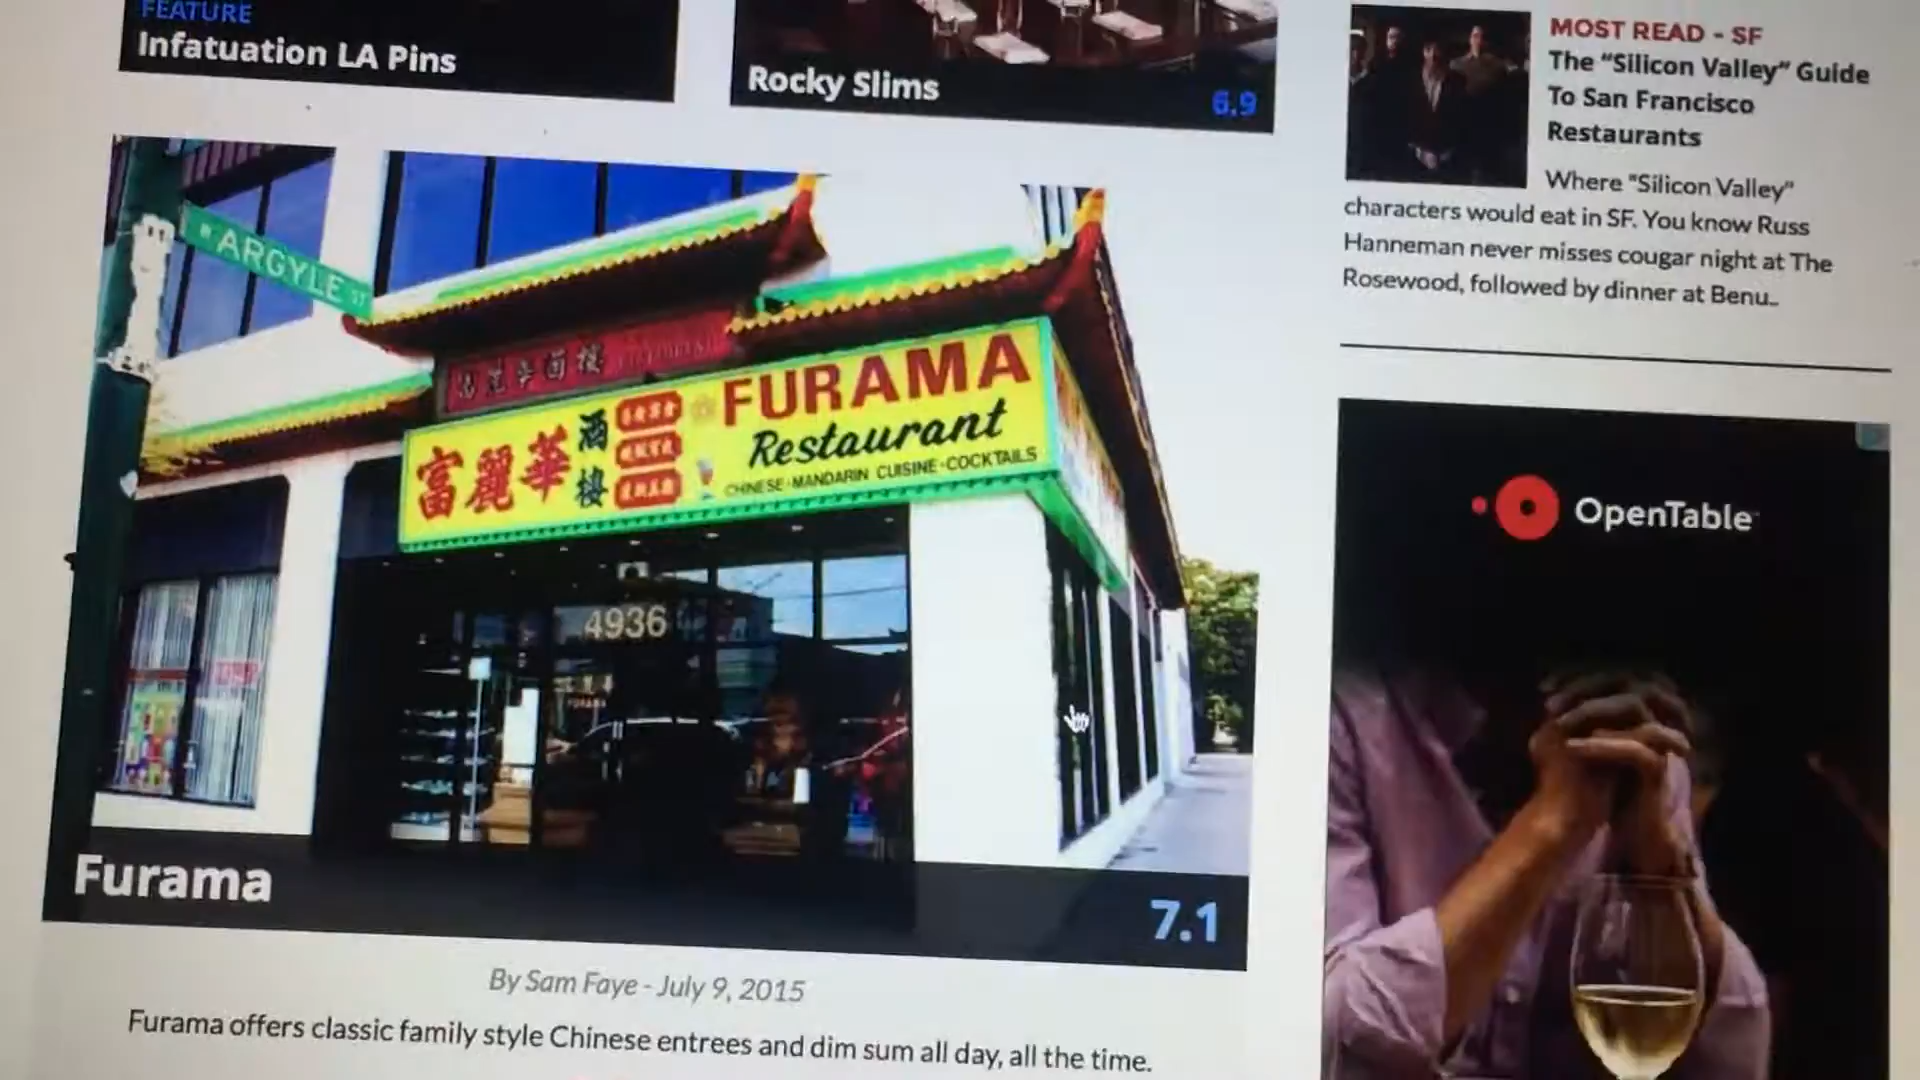 FEATURE
Infatuation LA Pins
Rocky Slims
6.9
MOST READ - SF
The "Silicon Valley" Guide
To San Francisco
Restaurants
Where "Silicon Valley"
characters would eat in SF. You know Russ
Hanneman never misses cougar night at The
Rosewood, followed by dinner at Benu...
W ARGYLE ST
富麗華酒樓
FURAMA
Restaurant
CHINESE·MANDARIN CUISINE·COCKTAILS
4936
FURAMA
OpenTable
Furama
7.1
By Sam Faye - July 9, 2015
Furama offers classic family style Chinese entrees and dim sum all day, all the time.